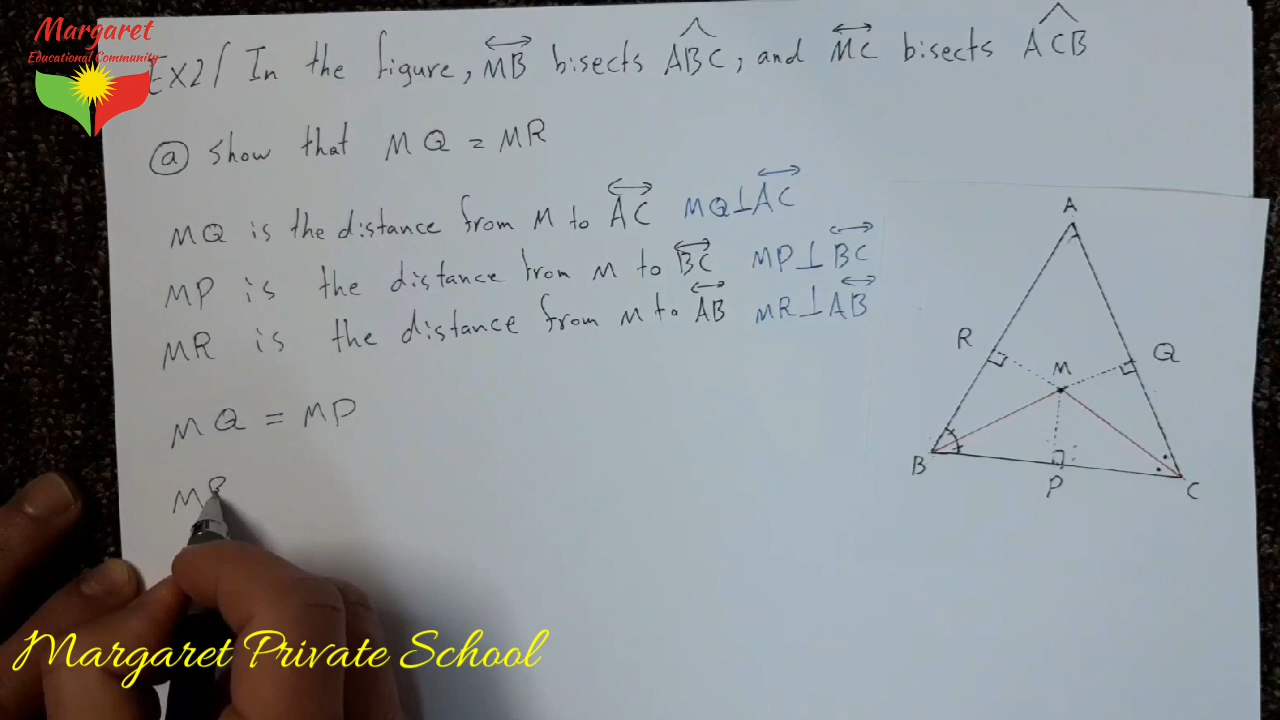 Margaret
Educational Community
EX2/ In the figure, MB bisects ABC, and MC bisects ACB
ⓐ show that MQ = MR
MQ is the distance from M to AC MQ⊥AC
MP is the distance from M to BC MP⊥BC
MR is the distance from M to AB MR⊥AB
MQ = MP
MR
A
R
M
Q
B
P
C
Margaret Private School